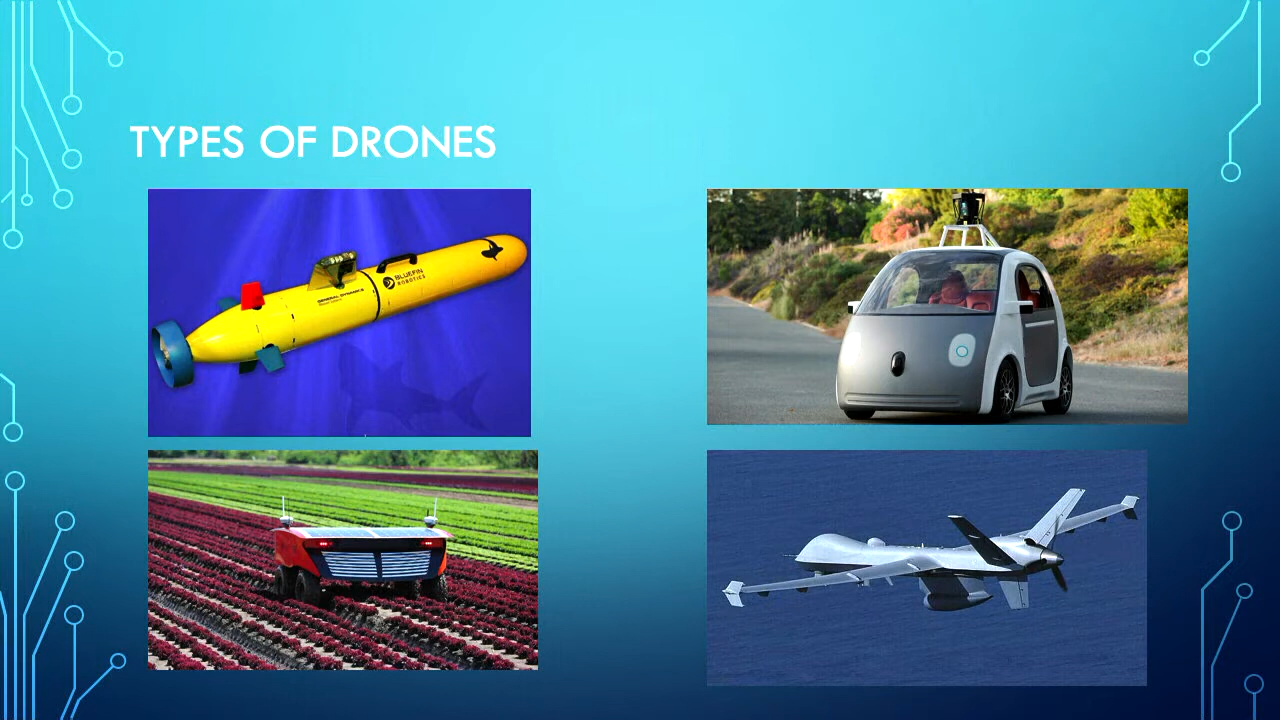 TYPES OF DRONES
BLUEFIN
ROBOTICS
GENERAL DYNAMICS